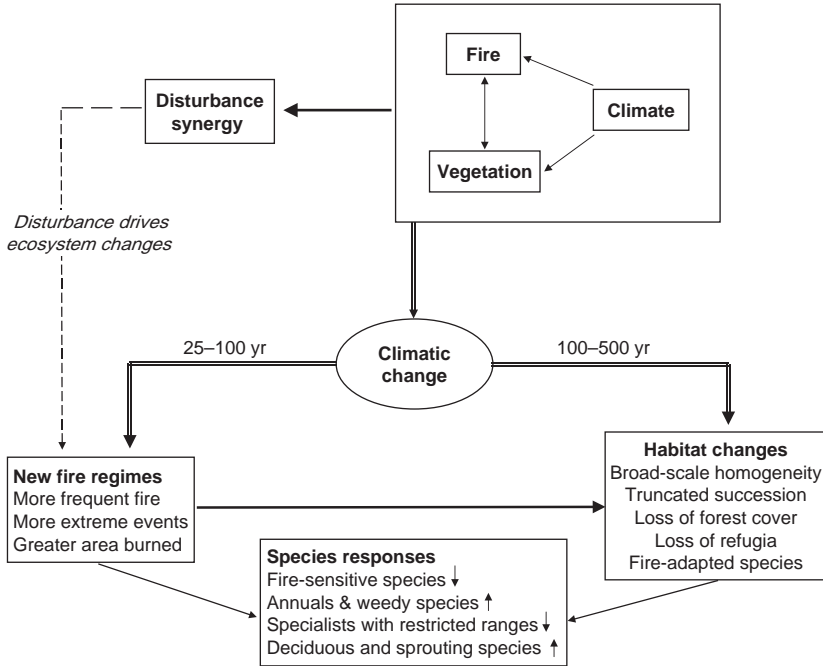 Fire
Disturbance
synergy
Climate
Vegetation
Disturbance drives
ecosystem changes
25–100 yr
Climatic
change
100–500 yr
New fire regimes
More frequent fire
More extreme events
Greater area burned
Habitat changes
Broad-scale homogeneity
Truncated succession
Loss of forest cover
Loss of refugia
Fire-adapted species
Species responses
Fire-sensitive species ↓
Annuals & weedy species ↑
Specialists with restricted ranges ↓
Deciduous and sprouting species ↑